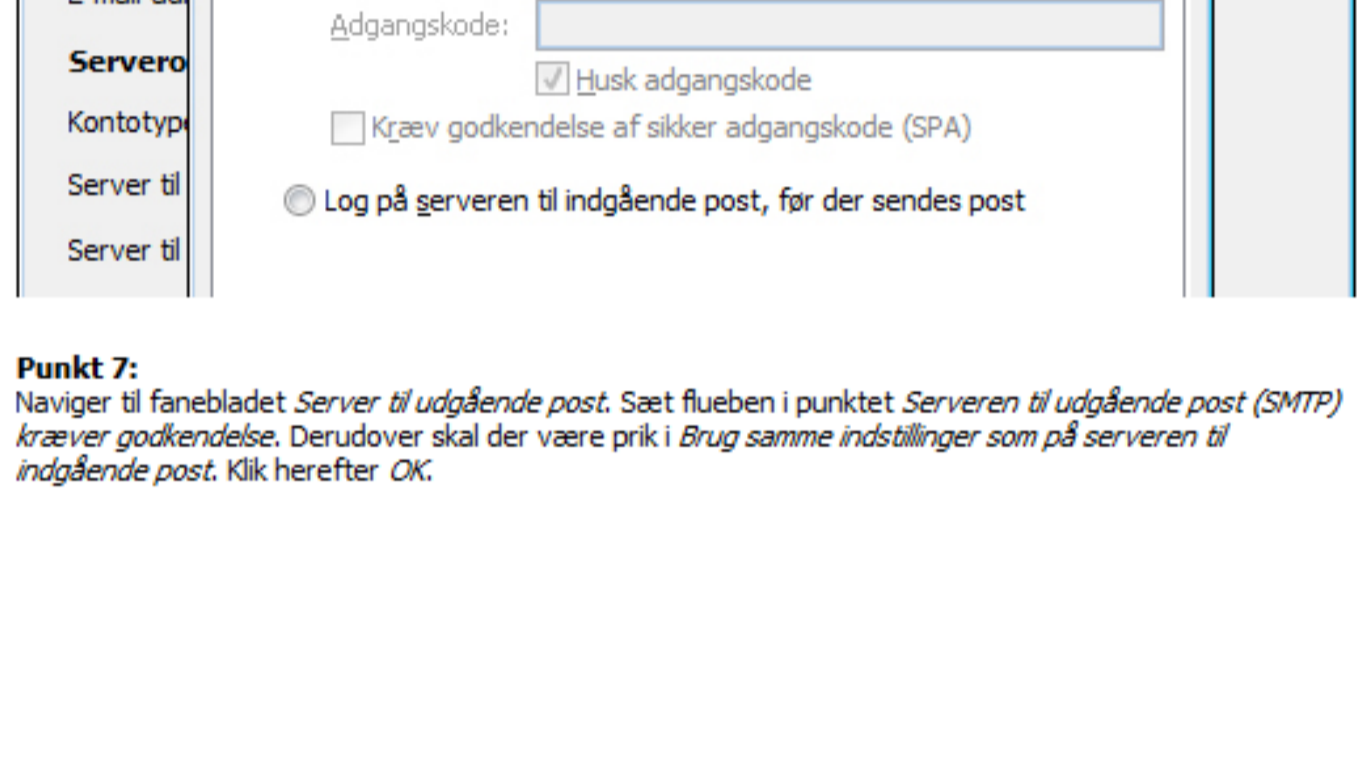 Adgangskode:
Servero
Husk adgangskode
Kontotype
Kræv godkendelse af sikker adgangskode (SPA)
Server til
Log på serveren til indgående post, før der sendes post
Server til
Punkt 7:
Naviger til fanebladet Server til udgående post. Sæt flueben i punktet Serveren til udgående post (SMTP)
kræver godkendelse. Derudover skal der være prik i Brug samme indstillinger som på serveren til
indgående post. Klik herefter OK.